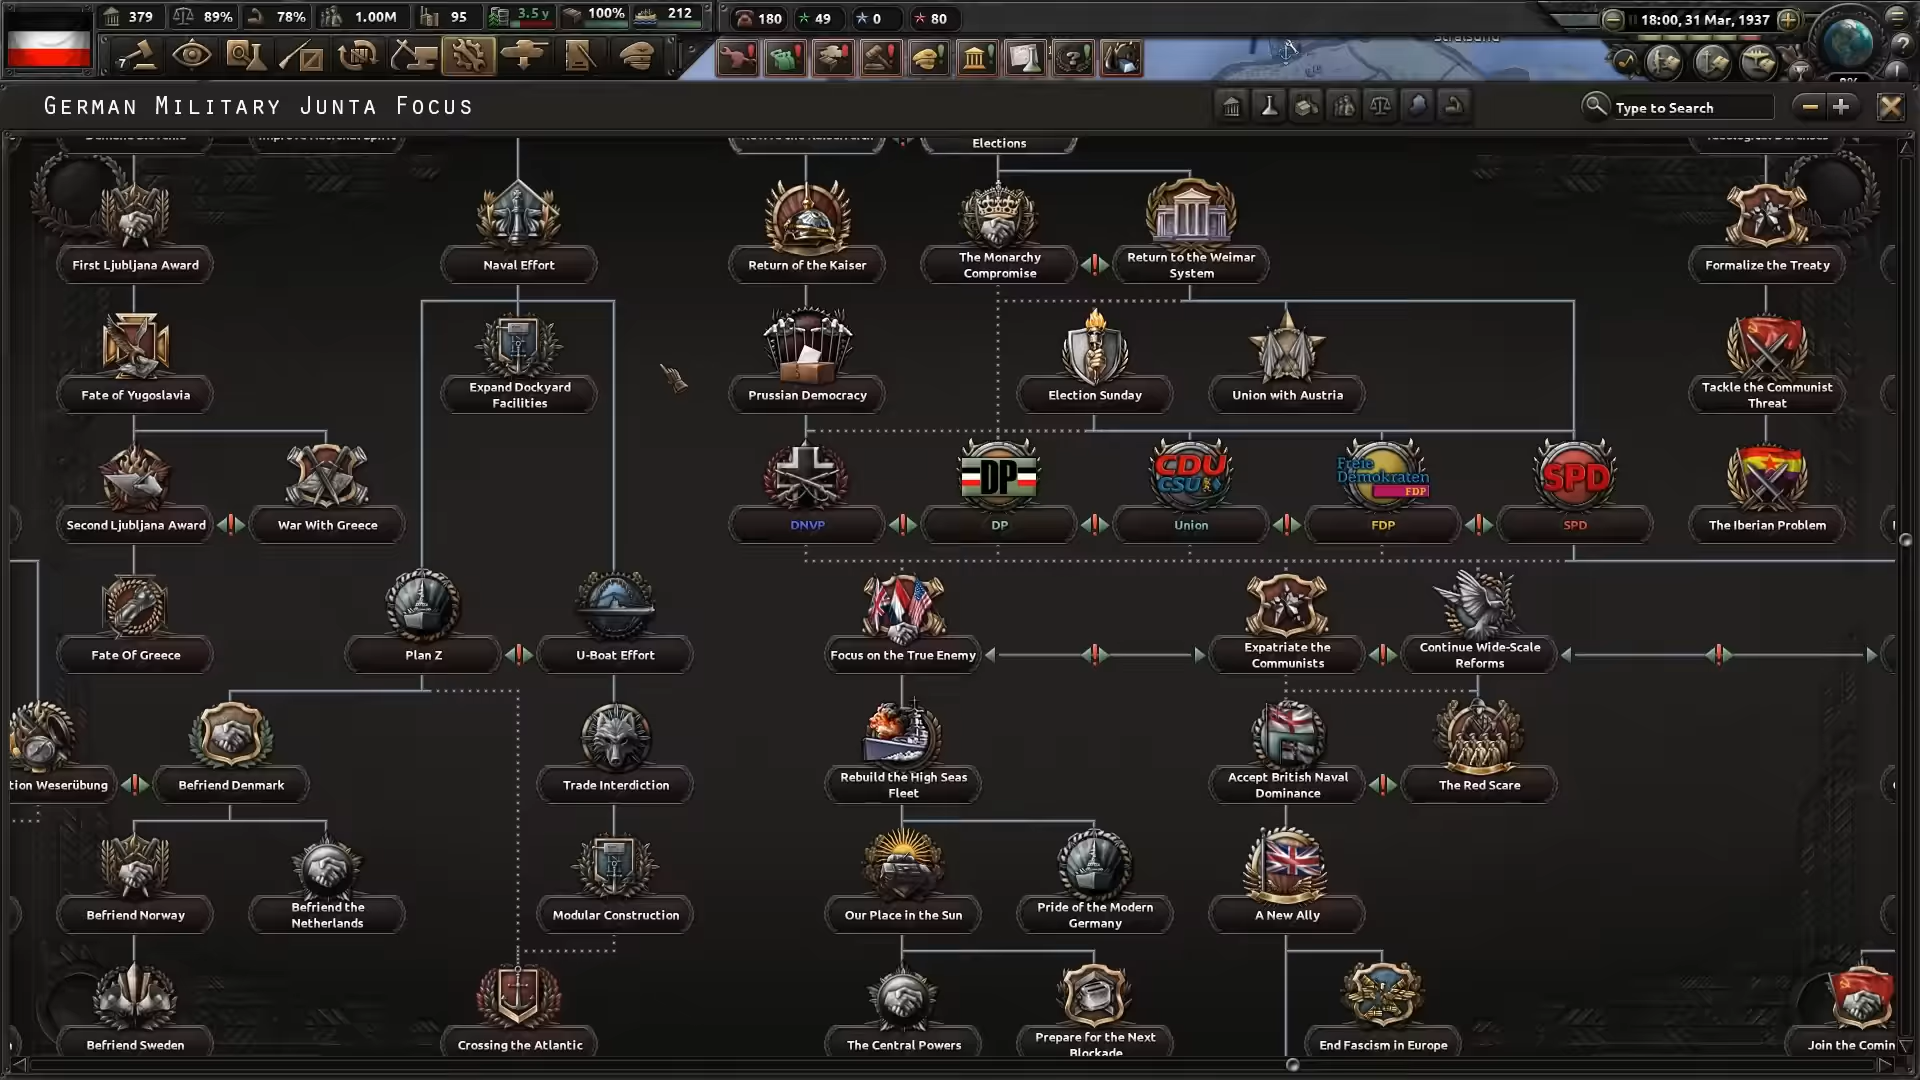 379
89%
78%
1.00M
95
3.5 y
100%
212
180
49
0
80
18:00, 31 Mar, 1937
7
German Military Junta Focus
Type to Search
Elections
First Ljubljana Award
Naval Effort
Return of the Kaiser
The Monarchy
Compromise
Return to the Weimar
System
Formalize the Treaty
Fate of Yugoslavia
Expand Dockyard
Facilities
Prussian Democracy
Election Sunday
Union with Austria
Tackle the Communist
Threat
DP
CDU
CSU
Freie
Demokraten
FDP
SPD
Second Ljubljana Award
War With Greece
DNVP
DP
Union
FDP
SPD
The Iberian Problem
Fate Of Greece
Plan Z
U-Boat Effort
Focus on the True Enemy
Expatriate the
Communists
Continue Wide-Scale
Reforms
tion Weserübung
Befriend Denmark
Trade Interdiction
Rebuild the High Seas
Fleet
Accept British Naval
Dominance
The Red Scare
Befriend Norway
Befriend the
Netherlands
Modular Construction
Our Place in the Sun
Pride of the Modern
Germany
A New Ally
Befriend Sweden
Crossing the Atlantic
The Central Powers
Prepare for the Next
Blockade
End Fascism in Europe
Join the Comin